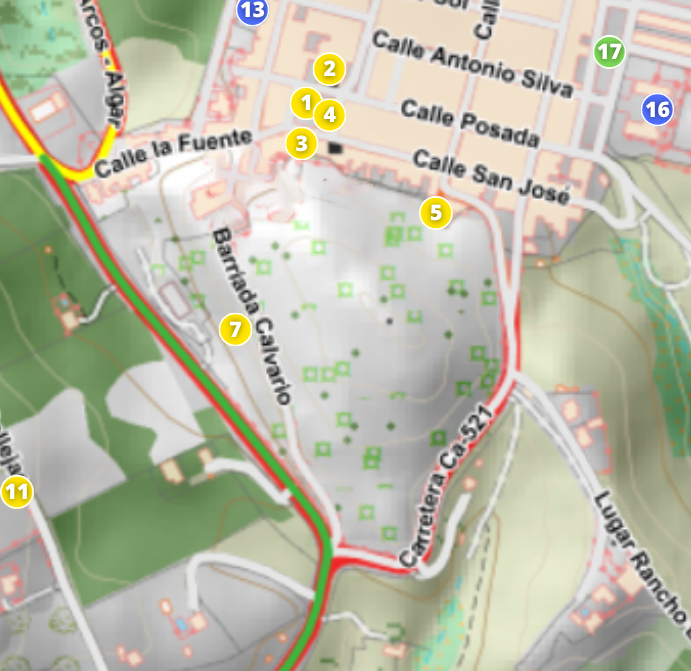 13
Arcos - Algar
Calle Antonio Silva
17
2
1
4
Calle Posada
16
Calle la Fuente
3
Calle San José
5
Barriada Calvario
7
Carretera Ca-521
11
Lugar Rancho